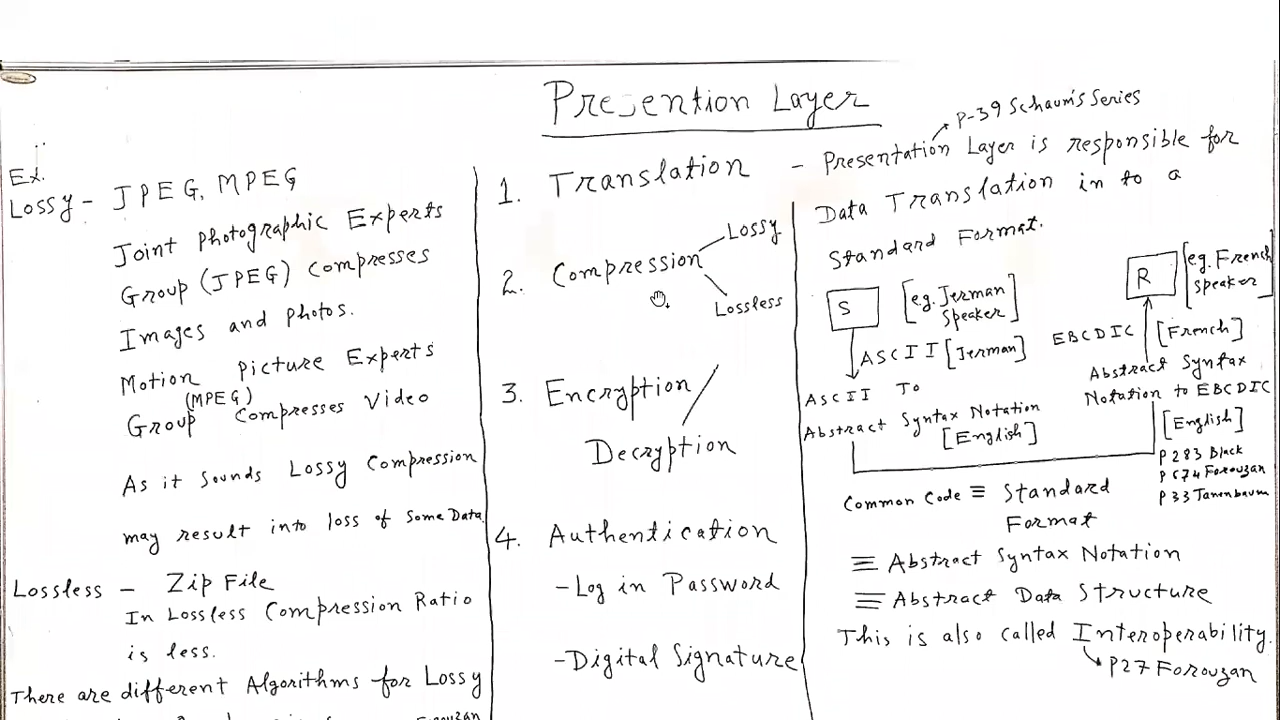 Presention Layer
Ex.
Lossy - JPEG, MPEG
Joint Photographic Experts
Group (JPEG) compresses
Images and photos.
Motion Picture Experts
(MPEG)
Group Compresses Video
As it sounds Lossy Compression
may result into loss of some Data
Lossless - Zip File
In Lossless Compression Ratio
is less.
There are different Algorithms for Lossy
Forouzan
1. Translation
2. Compression
Lossy
Lossless
3. Encryption /
Decryption
4. Authentication
- Log in Password
- Digital Signature
P-39 Schaum's Series
- Presentation Layer is responsible for
Data Translation in to a
Standard Format.
S
[eg. Jerman
Speaker]
ASCII [Jerman]
ASCII To
Abstract Syntax Notation
[English]
R
[eg. French
Speaker]
EBCDIC [French]
Abstract Syntax
Notation to EBCDIC
[English]
P 283 Black
P 674 Forouzan
P 33 Tanenbaum
Common Code ≡ Standard
Format
≡ Abstract Syntax Notation
≡ Abstract Data Structure
This is also called Interoperability.
P27 Forouzan